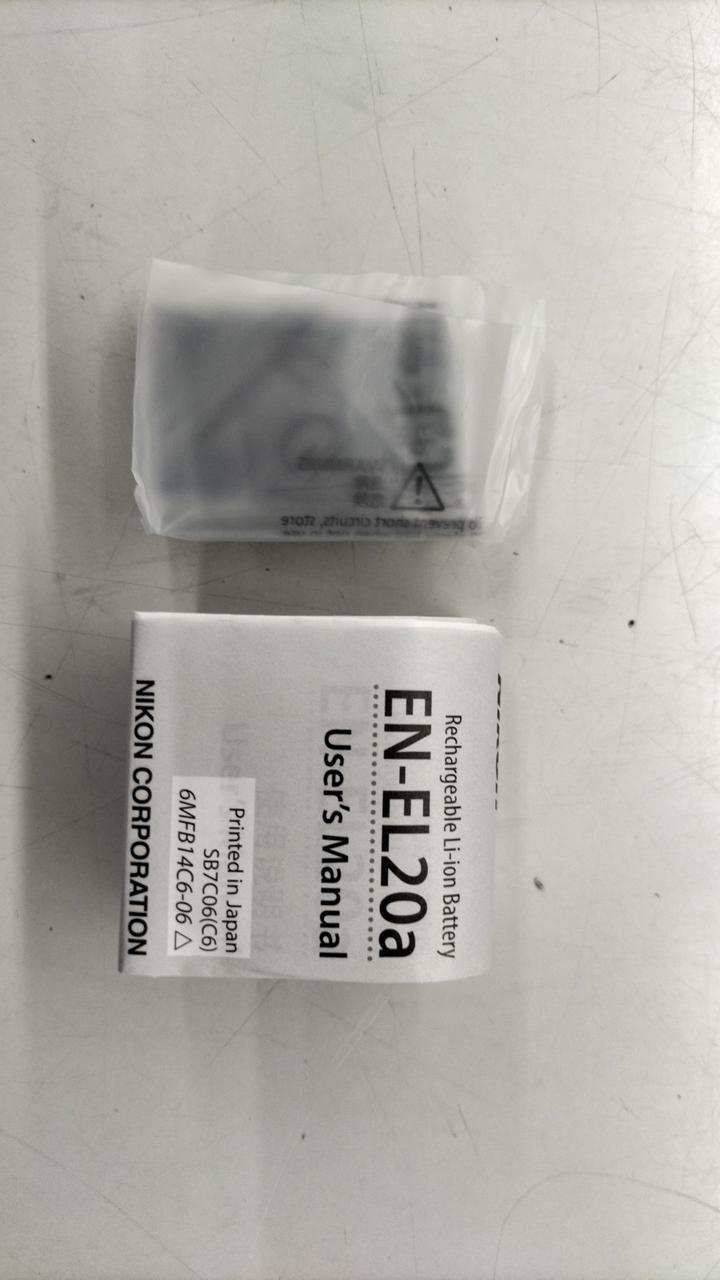 WARNING
To prevent short circuits, store
Rechargeable Li-ion Battery
EN-EL20a
User's Manual
Printed in Japan
SB7C06(C6)
6MFB14C6-06 △
NIKON CORPORATION